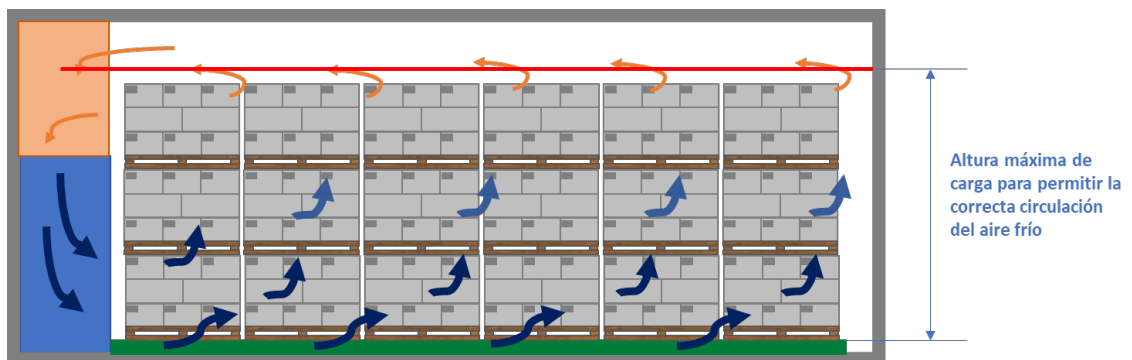 Altura máxima de
carga para permitir la
correcta circulación
del aire frío